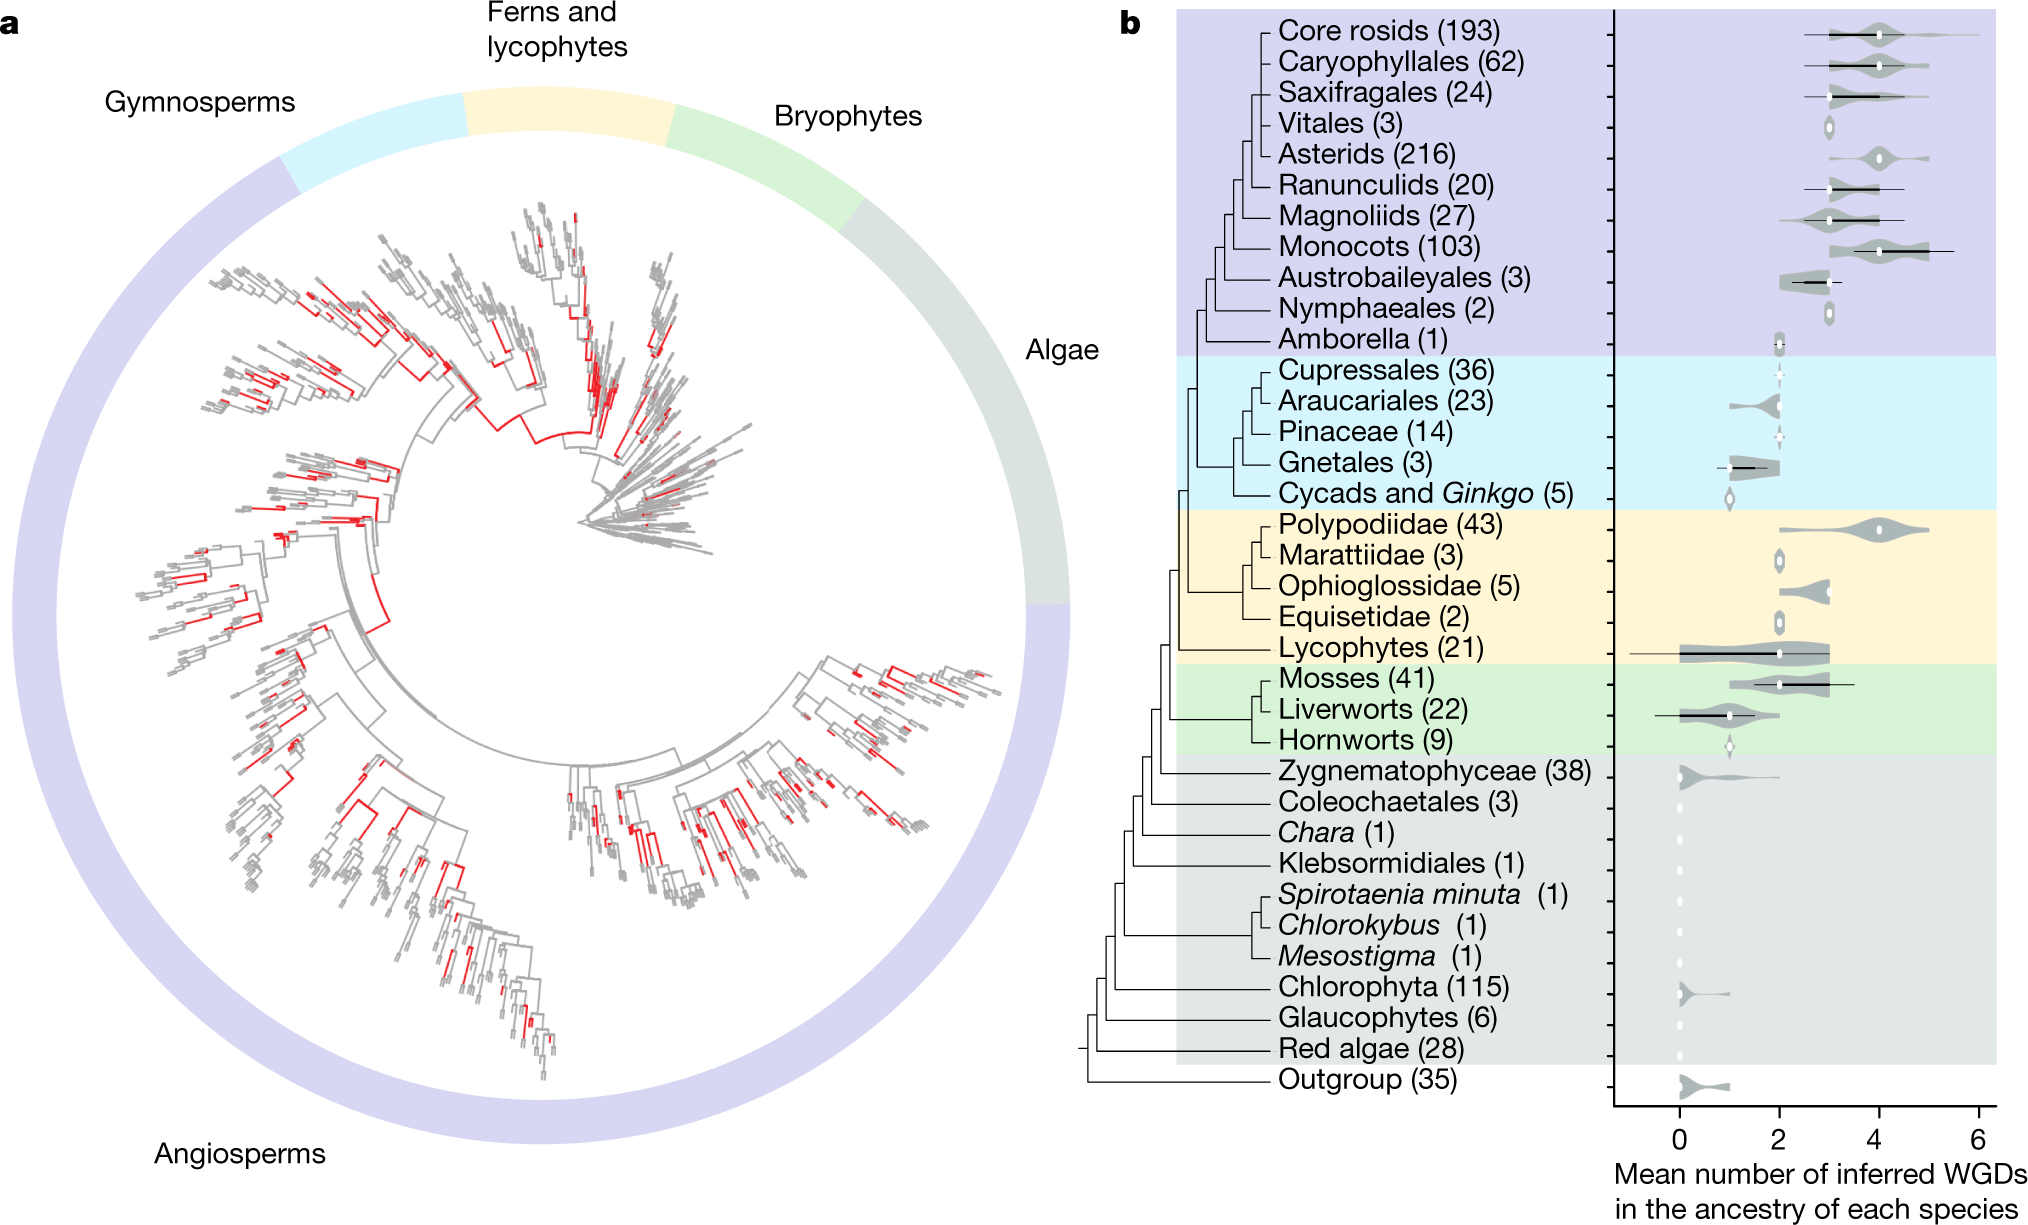 a
Ferns and
lycophytes
Gymnosperms
Bryophytes
Algae
Angiosperms
b
Core rosids (193)
Caryophyllales (62)
Saxifragales (24)
Vitales (3)
Asterids (216)
Ranunculids (20)
Magnoliids (27)
Monocots (103)
Austrobaileyales (3)
Nymphaeales (2)
Amborella (1)
Cupressales (36)
Araucariales (23)
Pinaceae (14)
Gnetales (3)
Cycads and Ginkgo (5)
Polypodiidae (43)
Marattiidae (3)
Ophioglossidae (5)
Equisetidae (2)
Lycophytes (21)
Mosses (41)
Liverworts (22)
Hornworts (9)
Zygnematophyceae (38)
Coleochaetales (3)
Chara (1)
Klebsormidiales (1)
Spirotaenia minuta (1)
Chlorokybus (1)
Mesostigma (1)
Chlorophyta (115)
Glaucophytes (6)
Red algae (28)
Outgroup (35)
0 2 4 6
Mean number of inferred WGDs
in the ancestry of each species